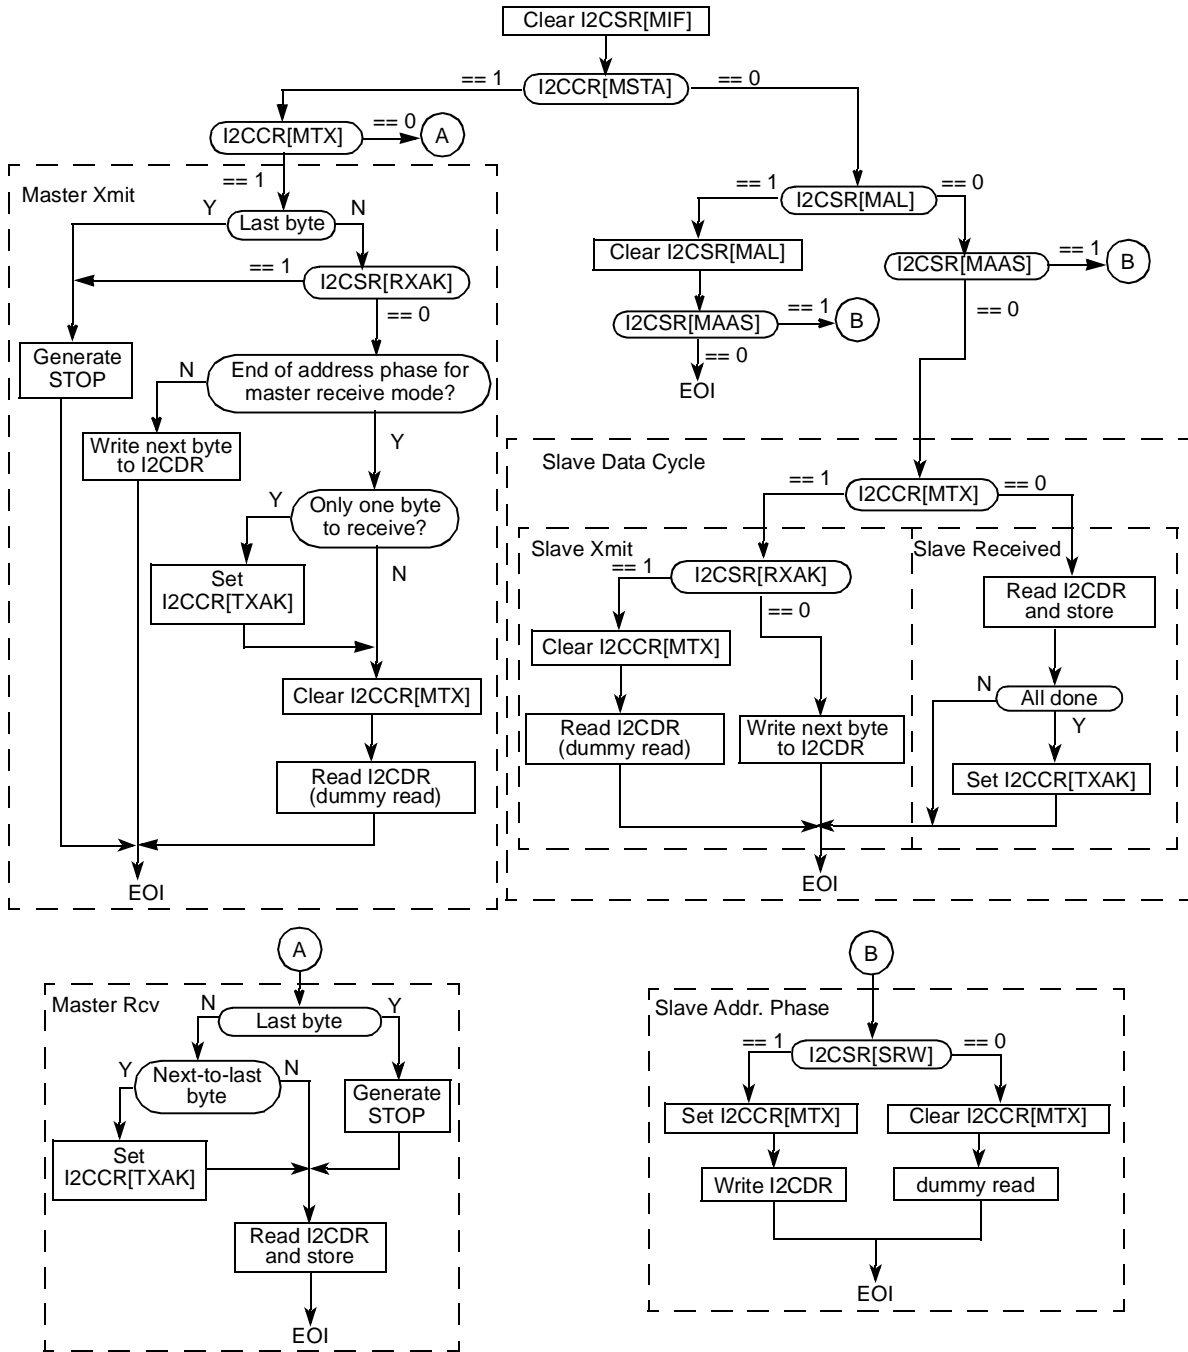 Clear I2CSR[MIF]
== 1
I2CCR[MSTA]
== 0
I2CCR[MTX]
== 0
A
== 1
Master Xmit
Y
Last byte
N
== 1
I2CSR[RXAK]
== 0
Generate
STOP
N
End of address phase for
master receive mode?
Write next byte
to I2CDR
Y
Y
Only one byte
to receive?
N
Set
I2CCR[TXAK]
Clear I2CCR[MTX]
Read I2CDR
(dummy read)
EOI
== 1
I2CSR[MAL]
== 0
Clear I2CSR[MAL]
I2CSR[MAAS]
== 1
B
I2CSR[MAAS]
== 1
B
== 0
EOI
== 0
Slave Data Cycle
== 1
I2CCR[MTX]
== 0
Slave Xmit
== 1
I2CSR[RXAK]
== 0
Clear I2CCR[MTX]
Read I2CDR
(dummy read)
Write next byte
to I2CDR
Slave Received
Read I2CDR
and store
N
All done
Y
Set I2CCR[TXAK]
EOI
A
Master Rcv
N
Last byte
Y
Y
Next-to-last
byte
N
Generate
STOP
Set
I2CCR[TXAK]
Read I2CDR
and store
EOI
B
Slave Addr. Phase
== 1
I2CSR[SRW]
== 0
Set I2CCR[MTX]
Clear I2CCR[MTX]
Write I2CDR
dummy read
EOI